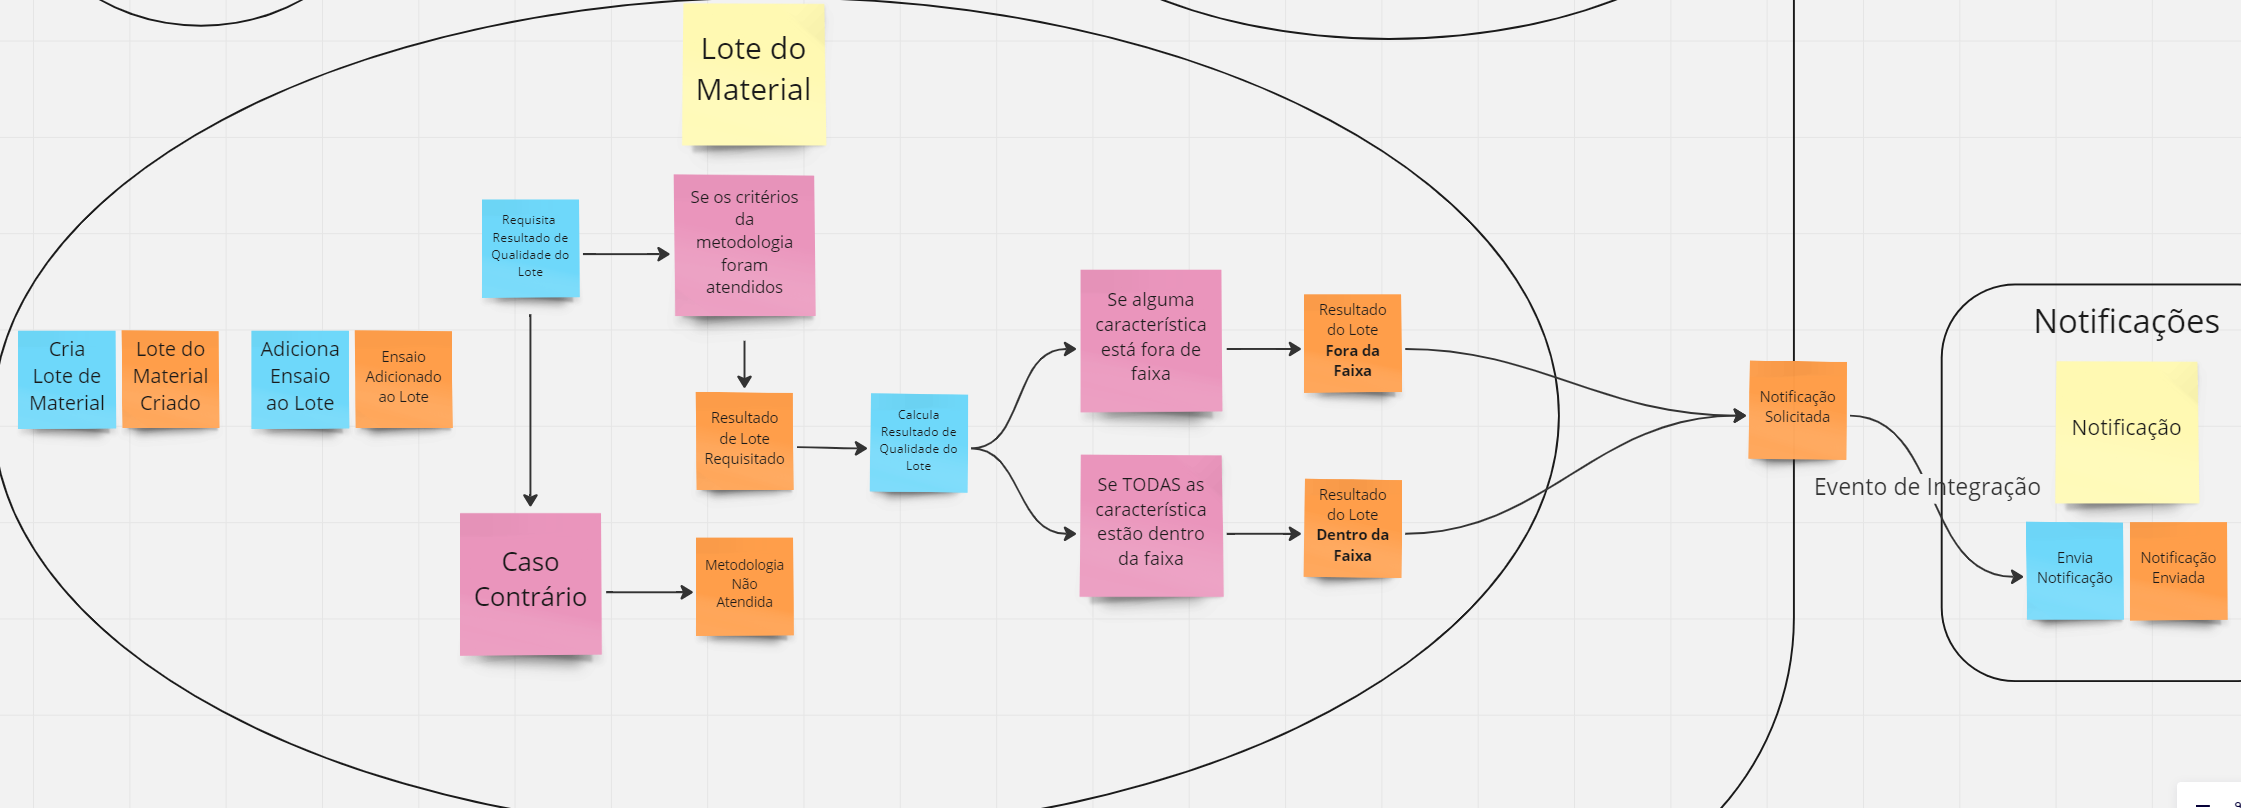 Lote do
Material
Requisita
Resultado de
Qualidade do
Lote
Se os critérios
da
metodologia
foram
atendidos
Cria
Lote de
Material
Lote do
Material
Criado
Adiciona
Ensaio
ao Lote
Ensaio
Adicionado
ao Lote
Resultado
de Lote
Requisitado
Calcula
Resultado de
Qualidade do
Lote
Se alguma
característica
está fora de
faixa
Resultado
do Lote
Fora da
Faixa
Se TODAS as
característica
estão dentro
da faixa
Resultado
do Lote
Dentro da
Faixa
Caso
Contrário
Metodologia
Não
Atendida
Notificação
Solicitada
Evento de Integração
Notificações
Notificação
Envia
Notificação
Notificação
Enviada